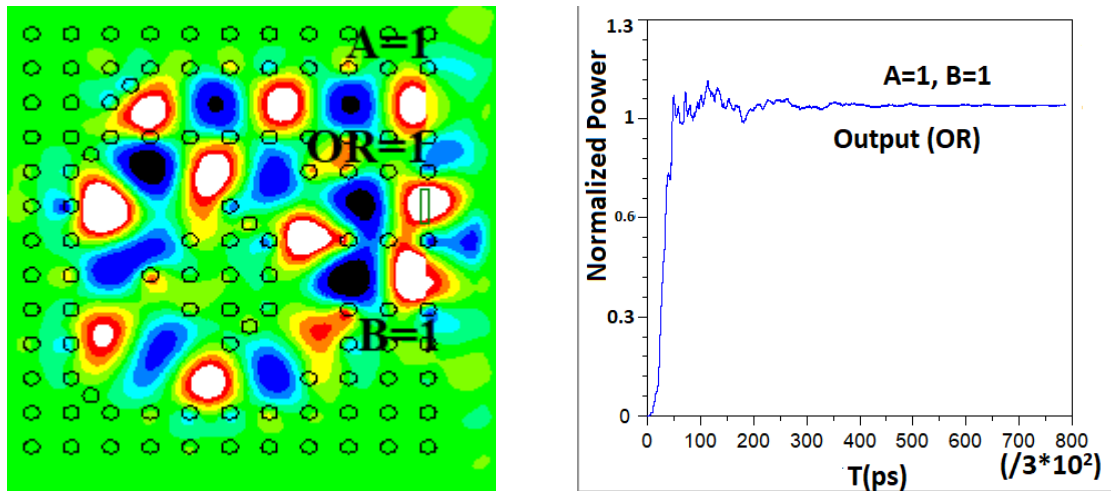 A=1
OR=1
B=1
1.3
1
0.6
0.3
0
Normalized Power
A=1, B=1
Output (OR)
0 100 200 300 400 500 600 700 800
T(ps)
(/3*10²)